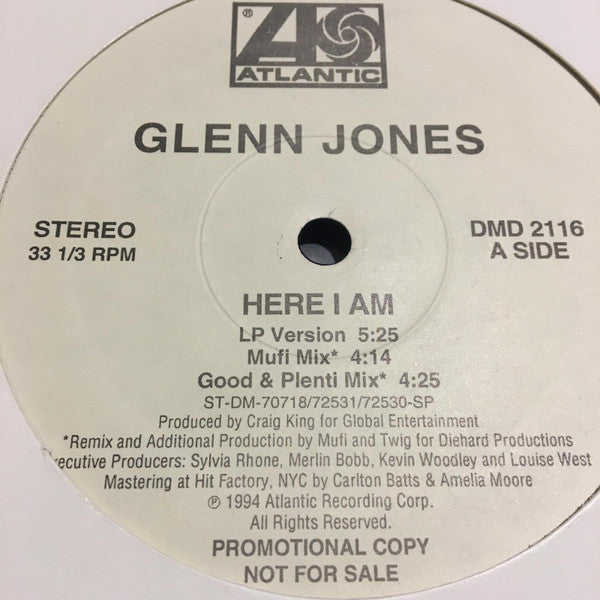 ®
ATLANTIC
GLENN JONES
STEREO
33 1/3 RPM
DMD 2116
A SIDE
HERE I AM
LP Version 5:25
Mufi Mix* 4:14
Good & Plenti Mix* 4:25
ST-DM-70718/72531/72530-SP
Produced by Craig King for Global Entertainment
*Remix and Additional Production by Mufi and Twig for Diehard Productions
xecutive Producers: Sylvia Rhone, Merlin Bobb, Kevin Woodley and Louise West
Mastering at Hit Factory, NYC by Carlton Batts & Amelia Moore
℗ 1994 Atlantic Recording Corp.
All Rights Reserved.
PROMOTIONAL COPY
NOT FOR SALE